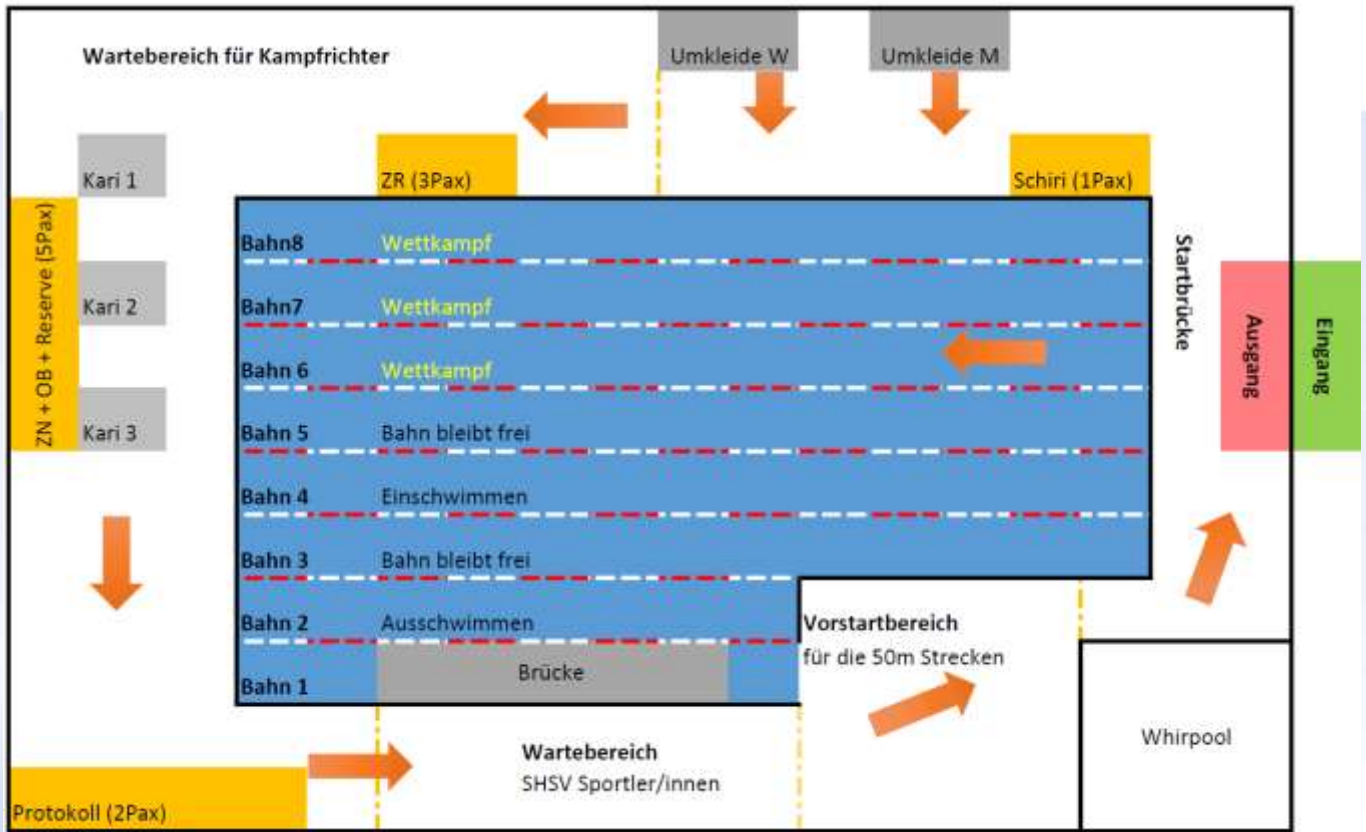 Wartebereich für Kampfrichter
Umkleide W
Umkleide M
Kari 1
ZR (3Pax)
Schiri (1Pax)
ZN + OB + Reserve (5Pax)
Kari 2
Kari 3
Bahn8 Wettkampf
Bahn7 Wettkampf
Bahn 6 Wettkampf
Bahn 5 Bahn bleibt frei
Bahn 4 Einschwimmen
Bahn 3 Bahn bleibt frei
Bahn 2 Ausschwimmen
Bahn 1
Brücke
Startbrücke
Ausgang
Eingang
Vorstartbereich
für die 50m Strecken
Wartebereich
SHSV Sportler/innen
Whirpool
Protokoll (2Pax)